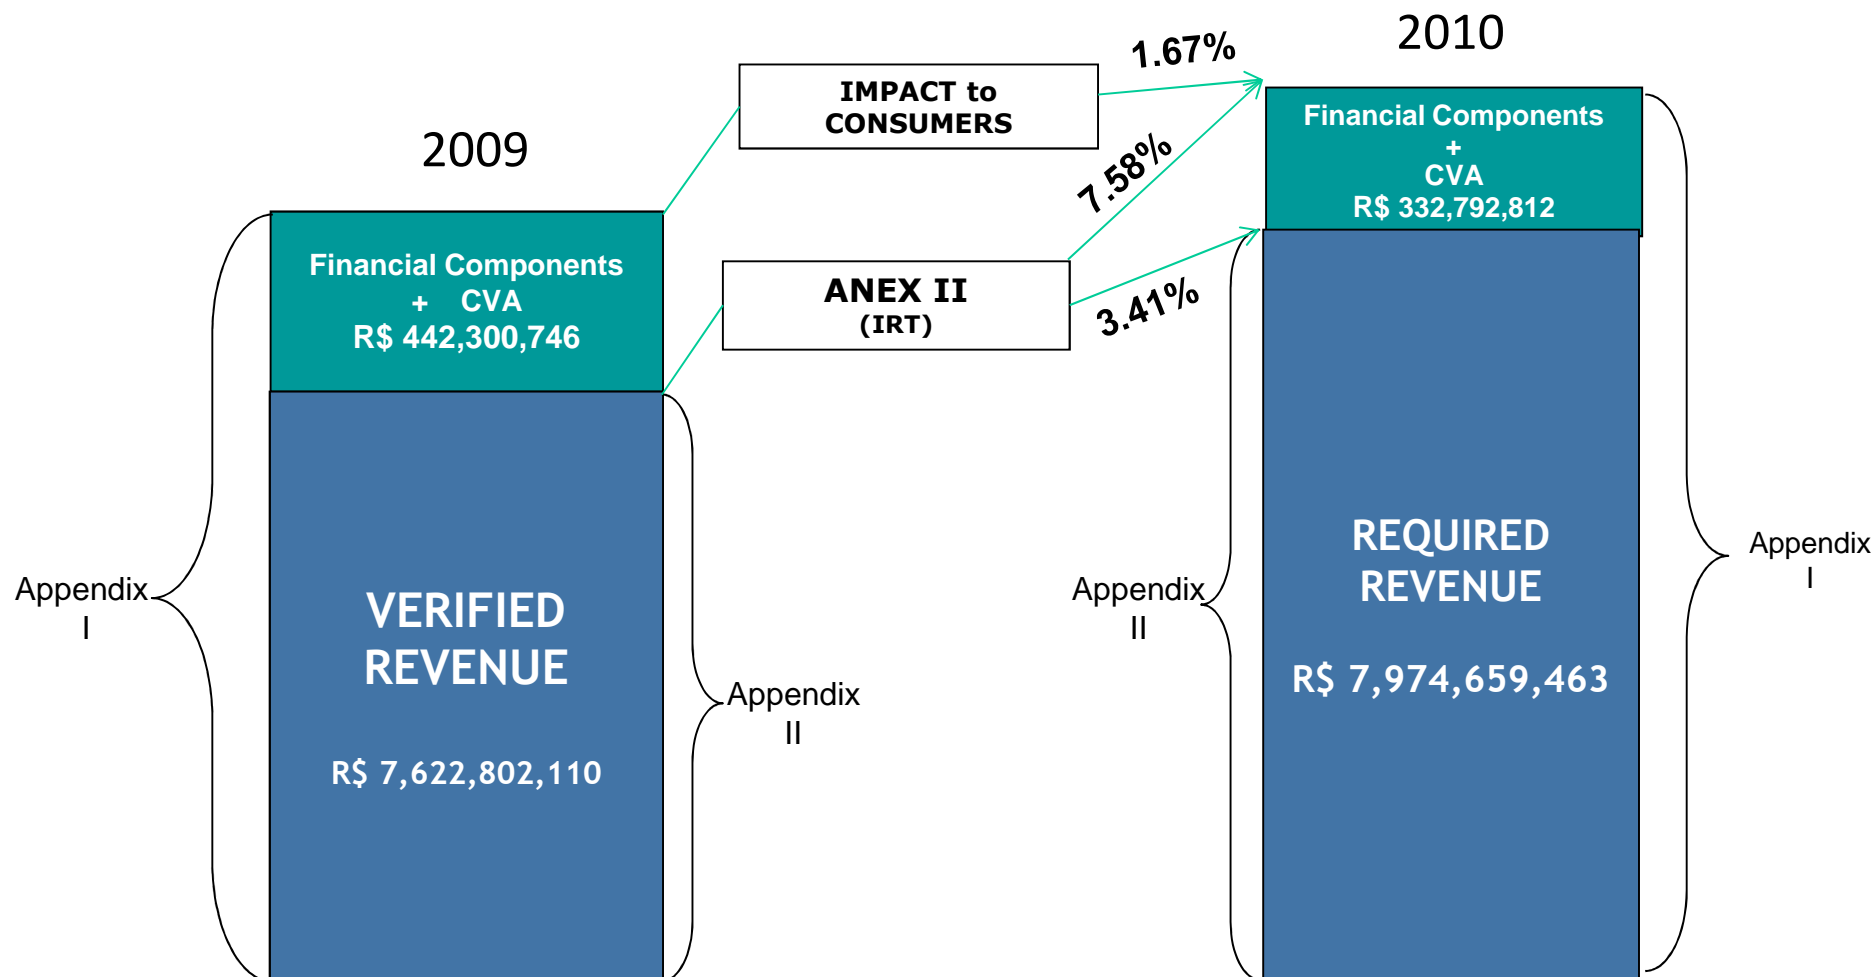 2010
1.67%
IMPACT to
CONSUMERS
Financial Components
+
CVA
R$ 332,792,812
2009
7.58%
Financial Components
+ CVA
R$ 442,300,746
ANEX II
(IRT)
3.41%
Appendix
I
VERIFIED
REVENUE
R$ 7,622,802,110
Appendix
II
Appendix
II
REQUIRED
REVENUE
R$ 7,974,659,463
Appendix
I